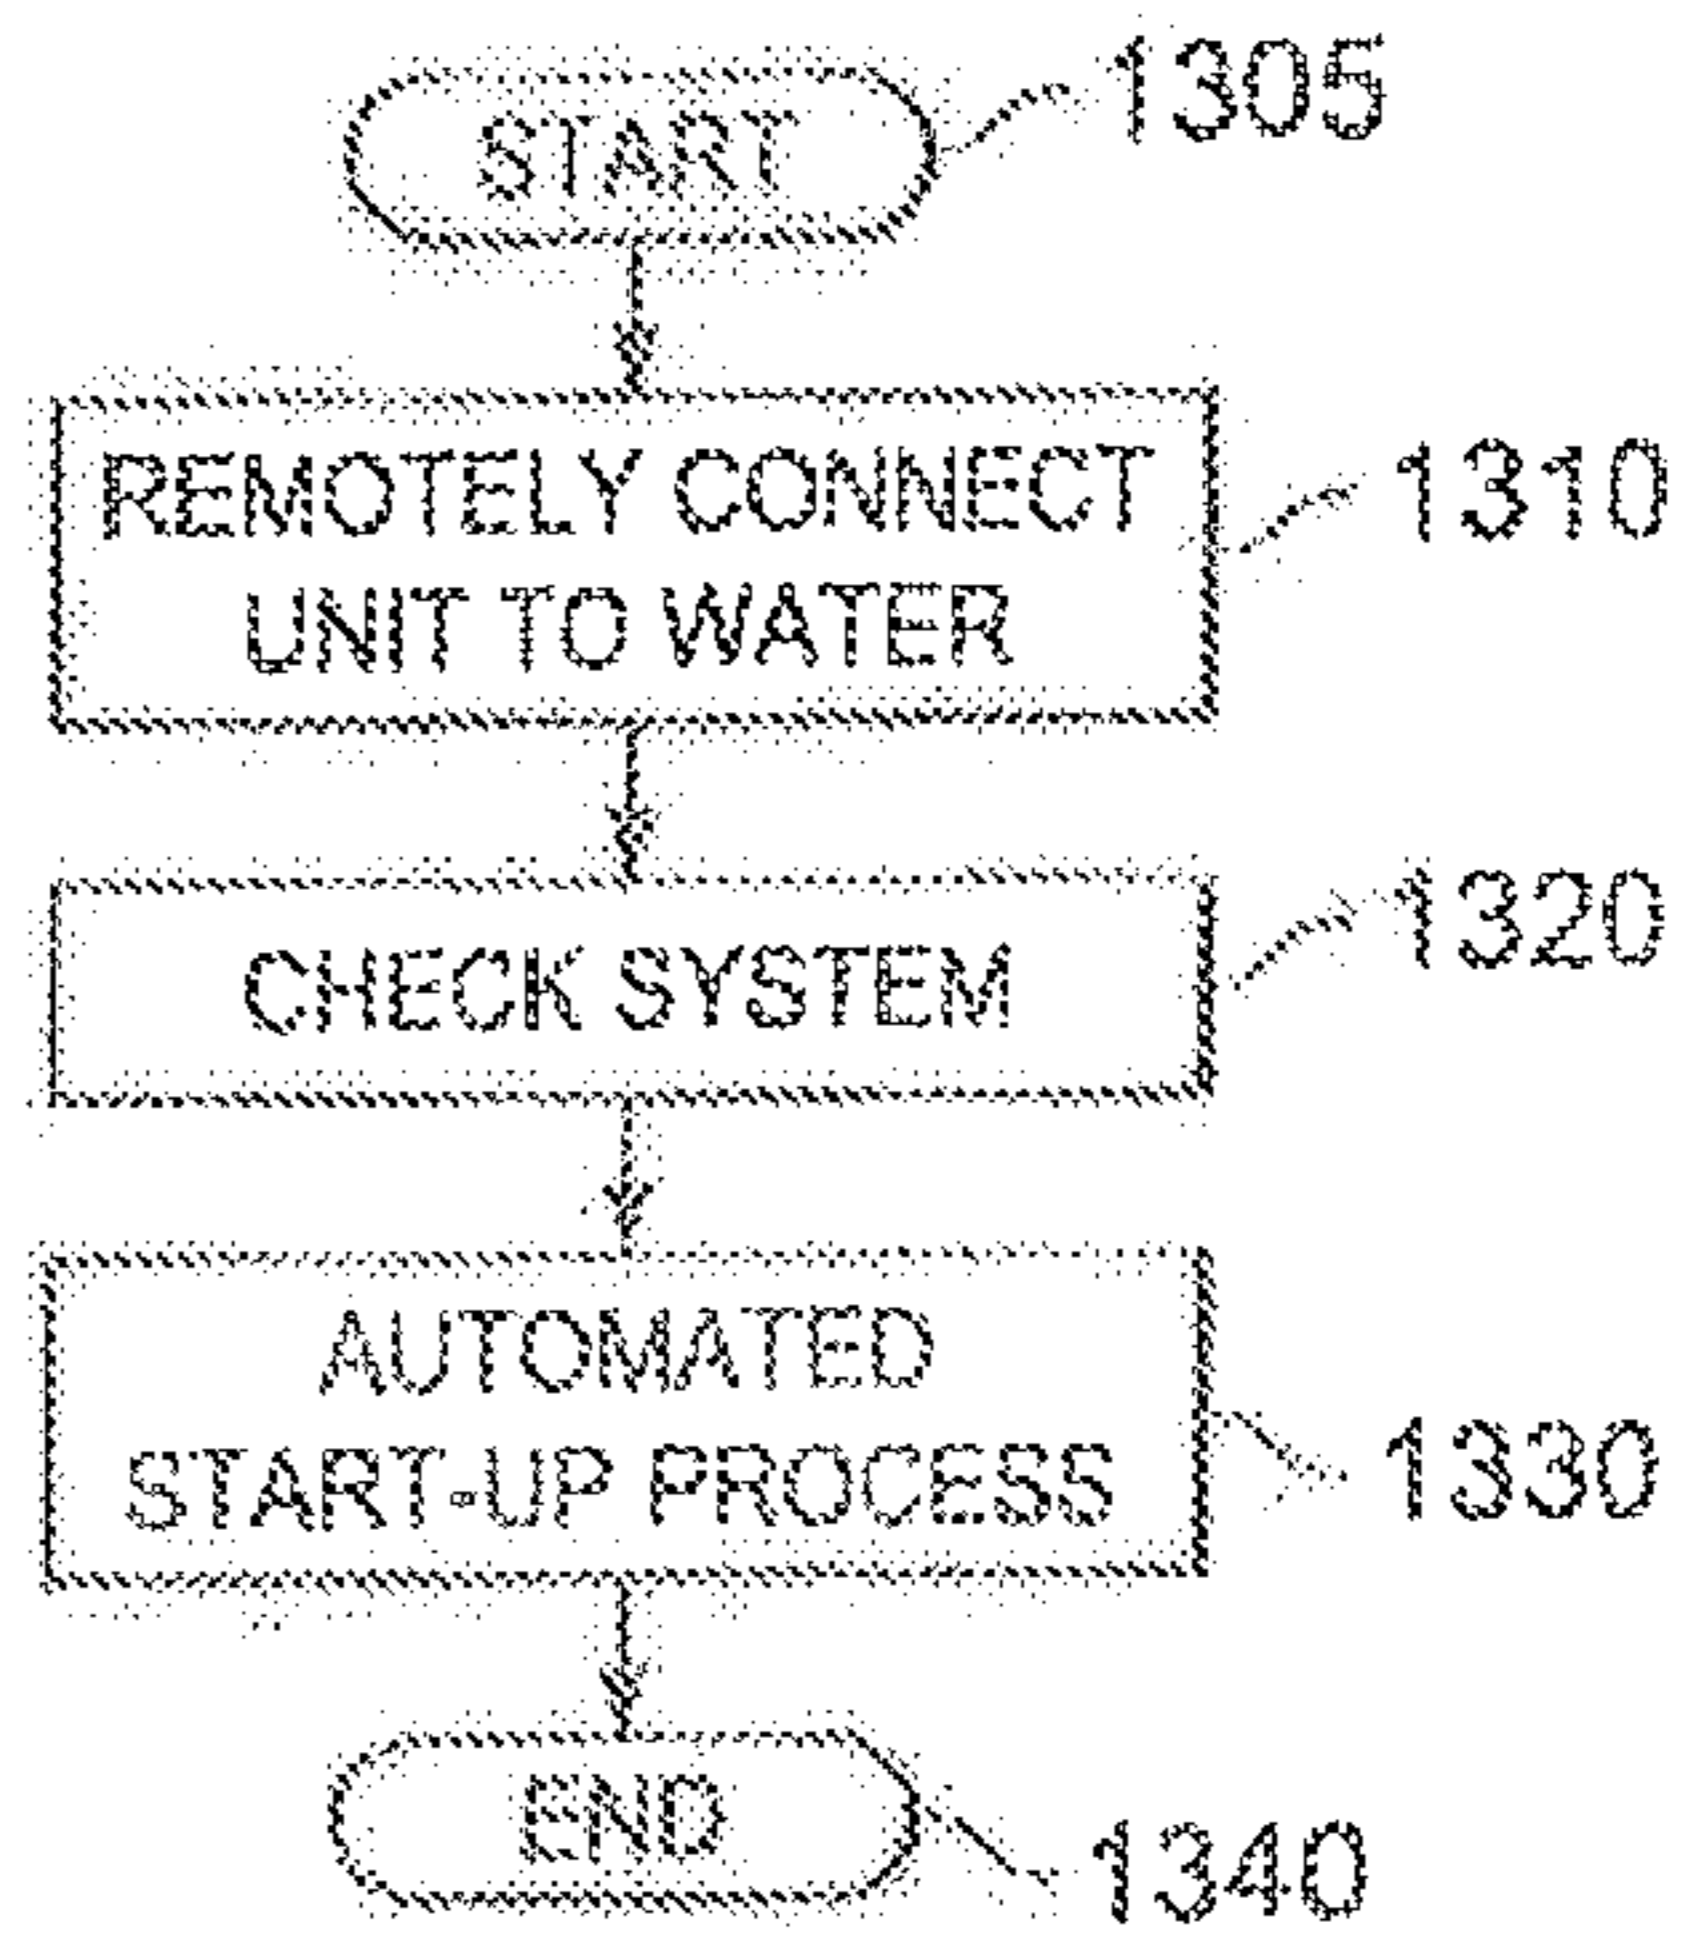 START
1305
REMOTELY CONNECT
UNIT TO WATER
1310
CHECK SYSTEM
1320
AUTOMATED
START-UP PROCESS
1330
END
1340